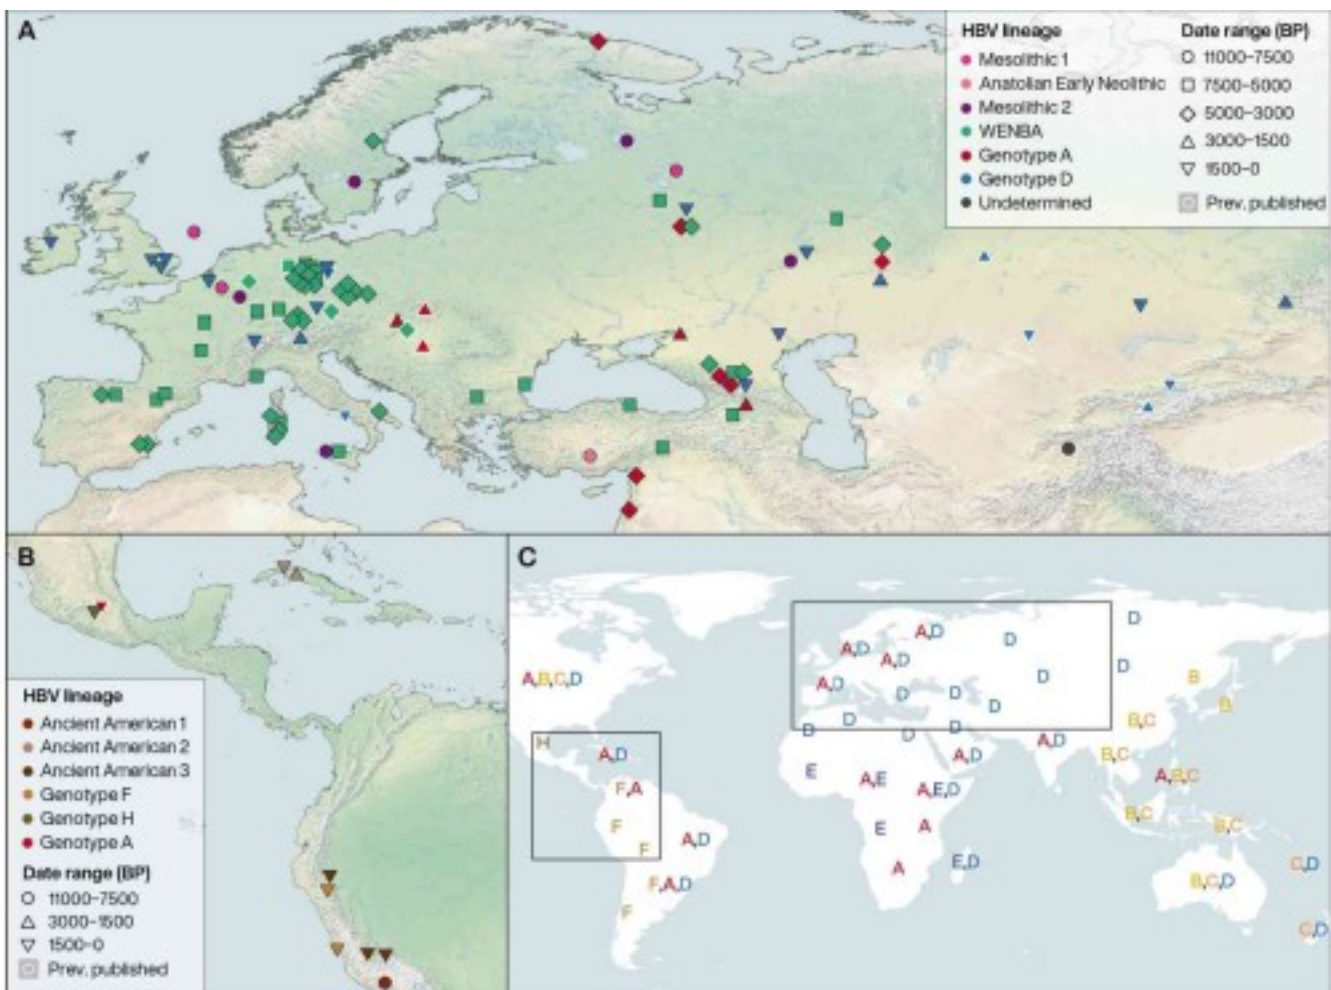 A
HBV lineage
Mesolithic 1
Anatolian Early Neolithic
Mesolithic 2
WENBA
Genotype A
Genotype D
Undetermined
Date range (BP)
11000–7500
7500–5000
5000–3000
3000–1500
1500–0
Prev. published
B
HBV lineage
Ancient American 1
Ancient American 2
Ancient American 3
Genotype F
Genotype H
Genotype A
Date range (BP)
11000–7500
3000–1500
1500–0
Prev. published
C
A,D
D
D
A,D
A,D
D
D
A,B,C,D
A,D
D
D
D
B
B
D
D
D
D
B,C
H
A,D
A,D
A,D
B,C
E
A,E
A,E,D
A,B,C
F,A
F
E
A
B,C
B,C
F
A,D
A
E,D
C,D
F,A,D
B,C,D
F
C,D